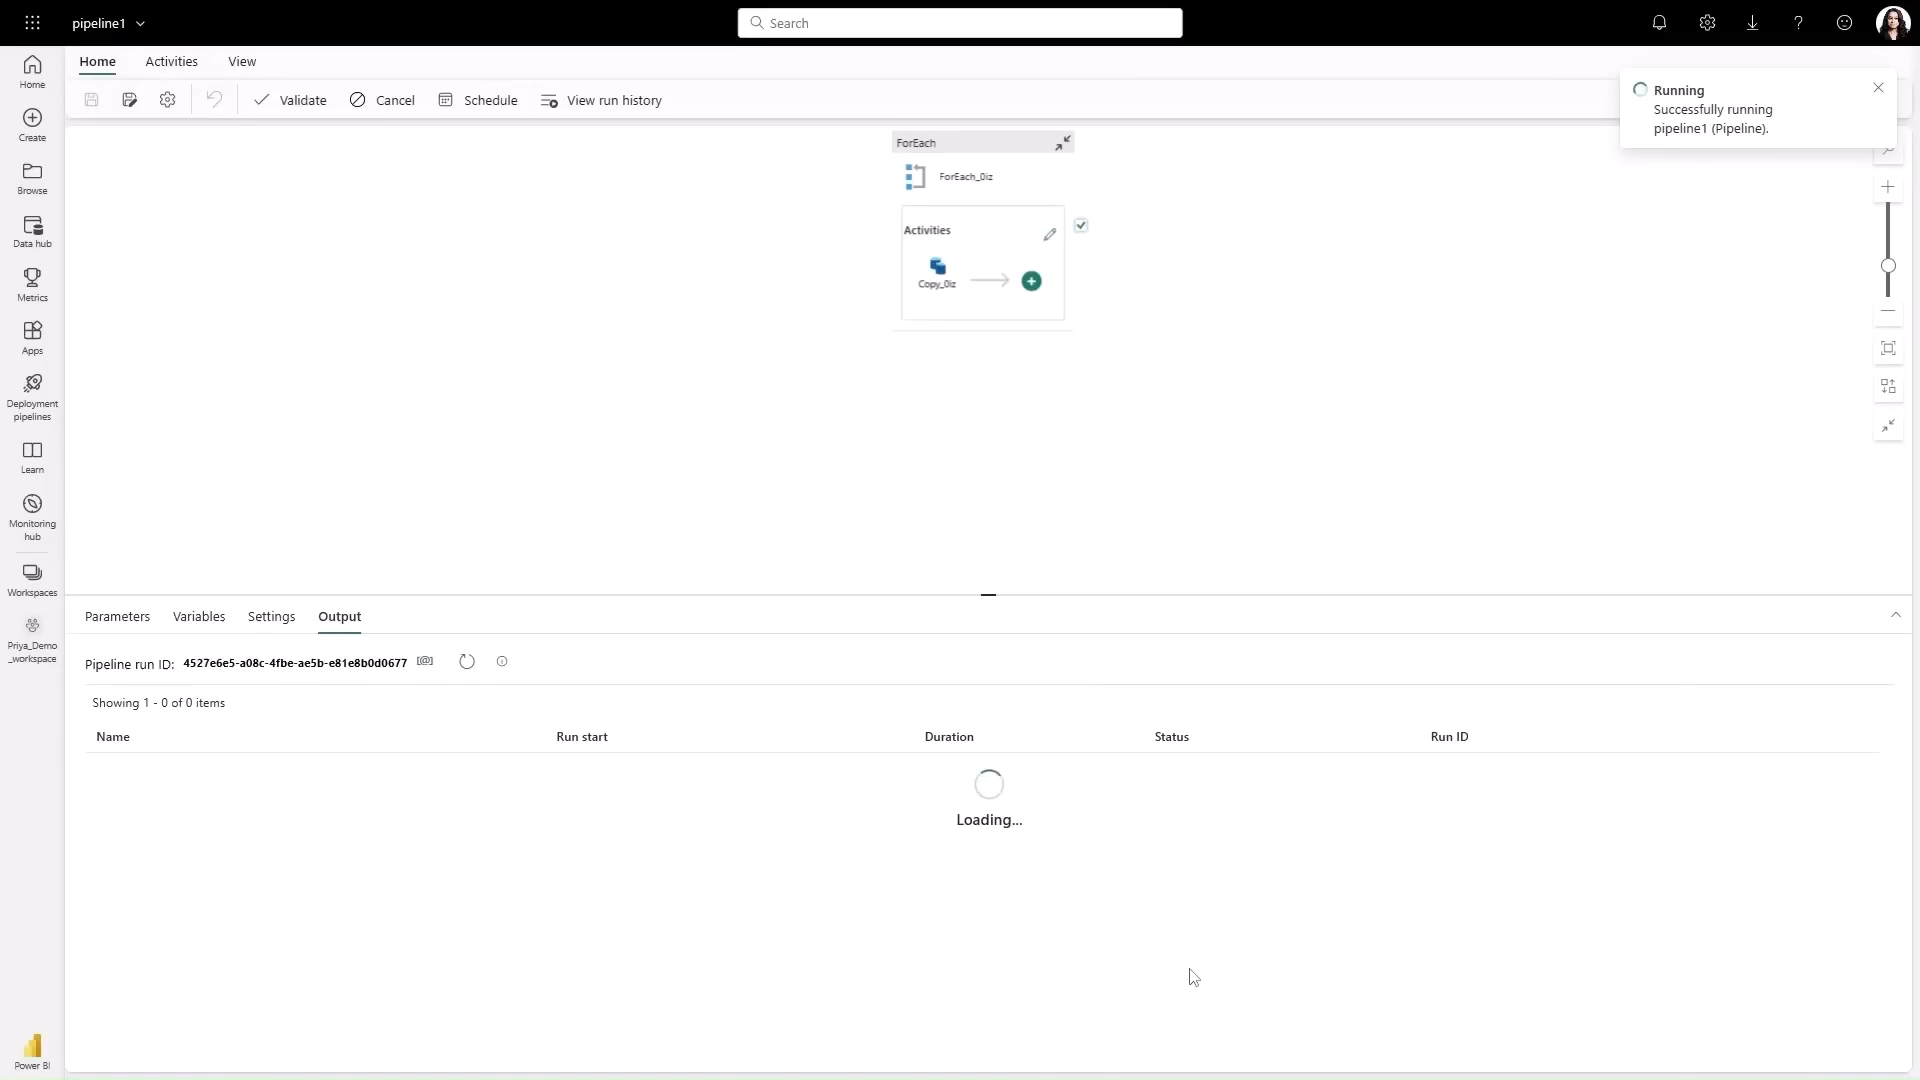 pipeline1
Search
Home
Activities
View
Validate
Cancel
Schedule
View run history
Running
Successfully running
pipeline1 (Pipeline).
Home
Create
Browse
Data hub
Metrics
Apps
Deployment
pipelines
Learn
Monitoring
hub
Workspaces
Priya_Demo
_workspace
Power BI
ForEach
ForEach_0iz
Activities
Copy_0iz
Parameters
Variables
Settings
Output
Pipeline run ID: 4527e6e5-a08c-4fbe-ae5b-e81e8b0d0677
Showing 1 - 0 of 0 items
Name
Run start
Duration
Status
Run ID
Loading...